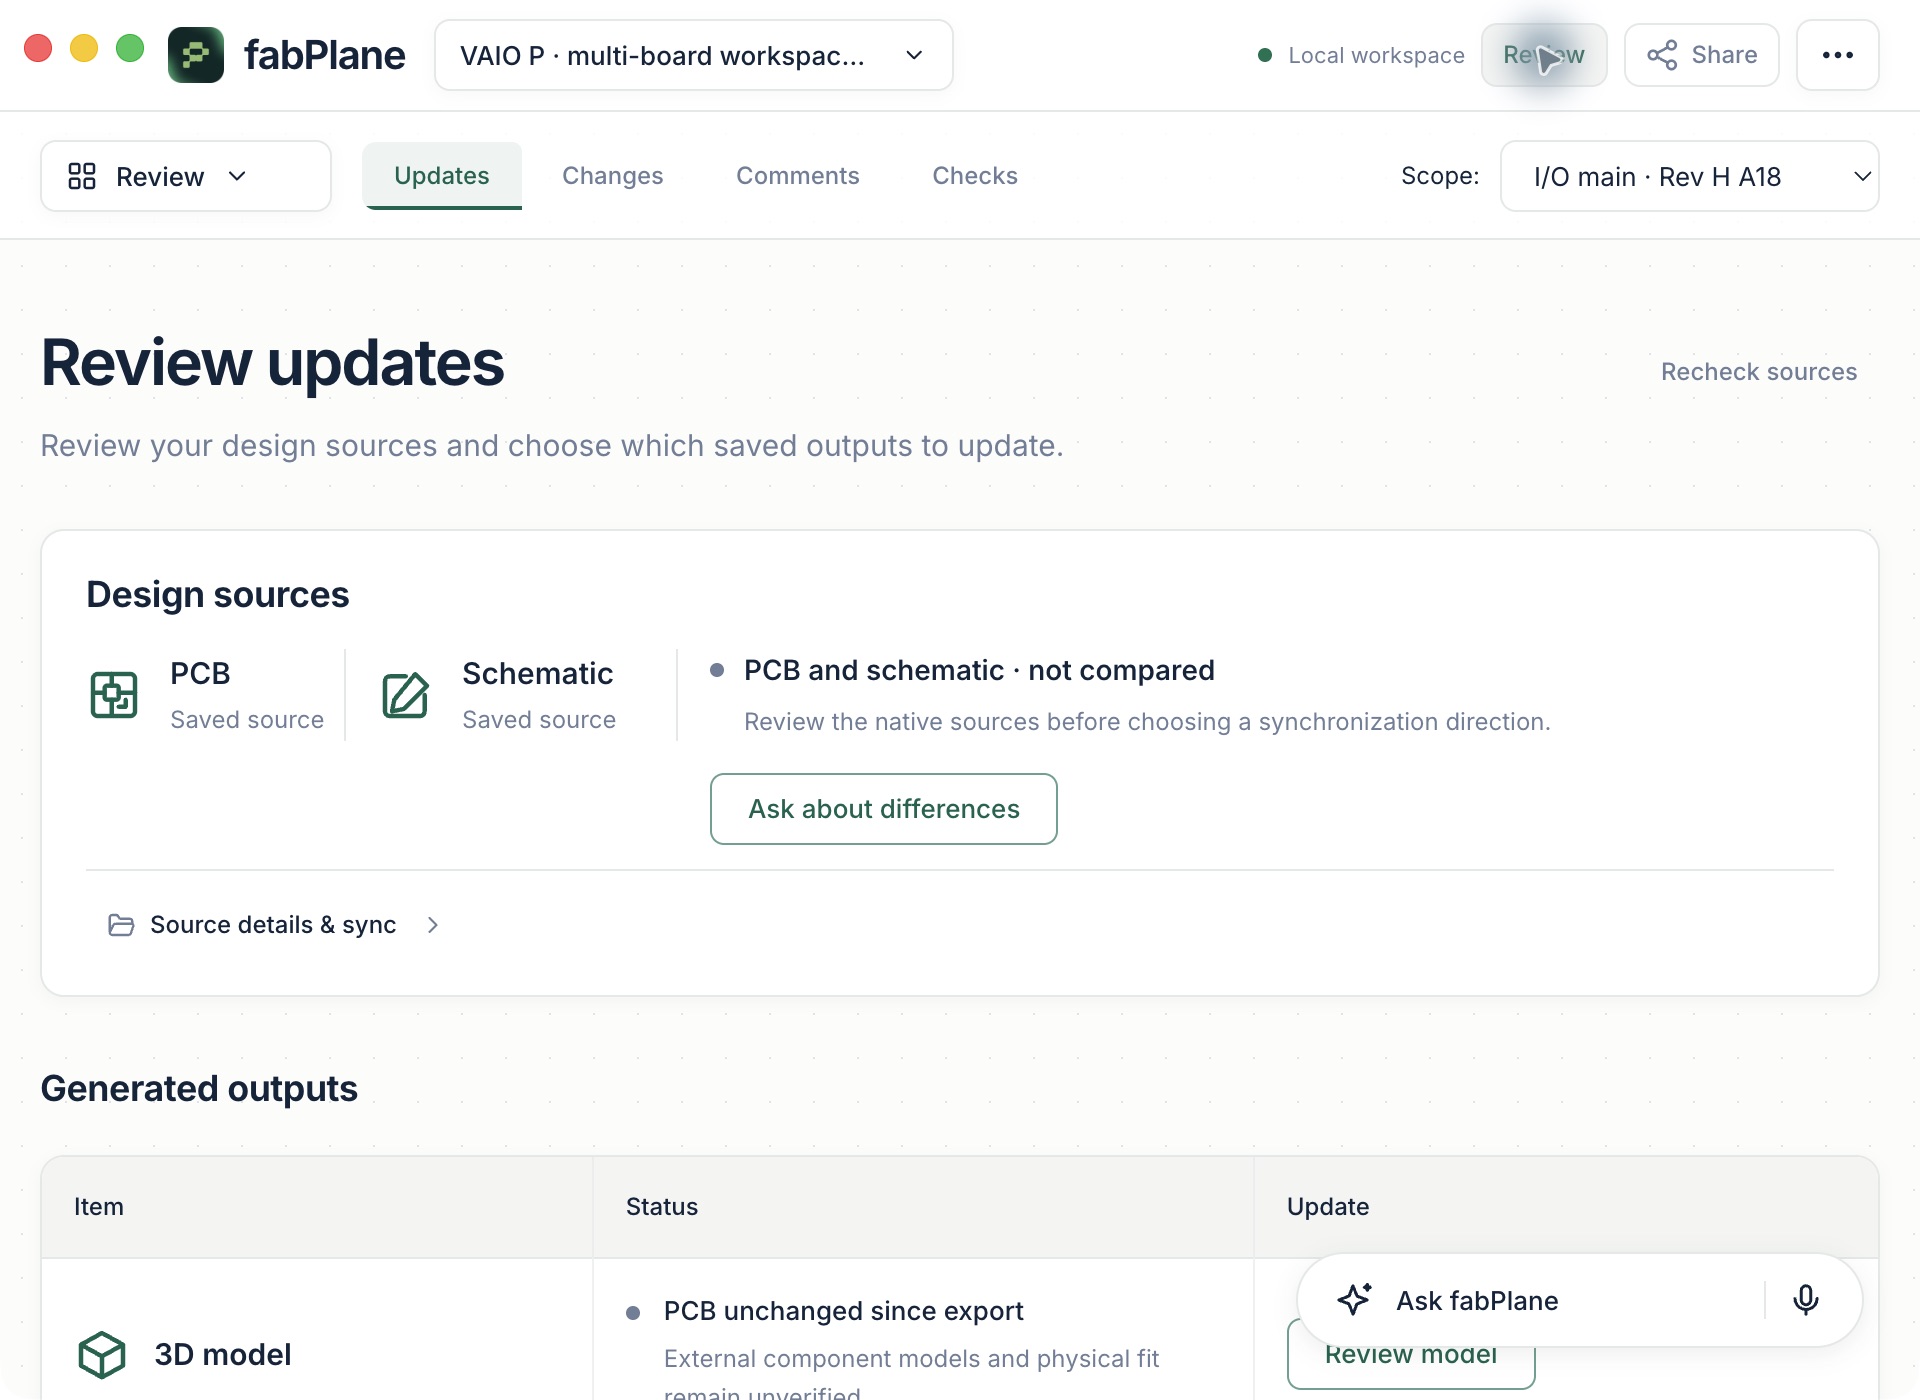 fabPlane
VAIO P · multi-board workspac...
Local workspace
Review
Share
Review
Updates
Changes
Comments
Checks
Scope:
I/O main · Rev H A18
Review updates
Recheck sources
Review your design sources and choose which saved outputs to update.
Design sources
PCB
Saved source
Schematic
Saved source
PCB and schematic · not compared
Review the native sources before choosing a synchronization direction.
Ask about differences
Source details & sync
Generated outputs
Item
Status
Update
3D model
PCB unchanged since export
External component models and physical fit
remain unverified.
Review model
Ask fabPlane